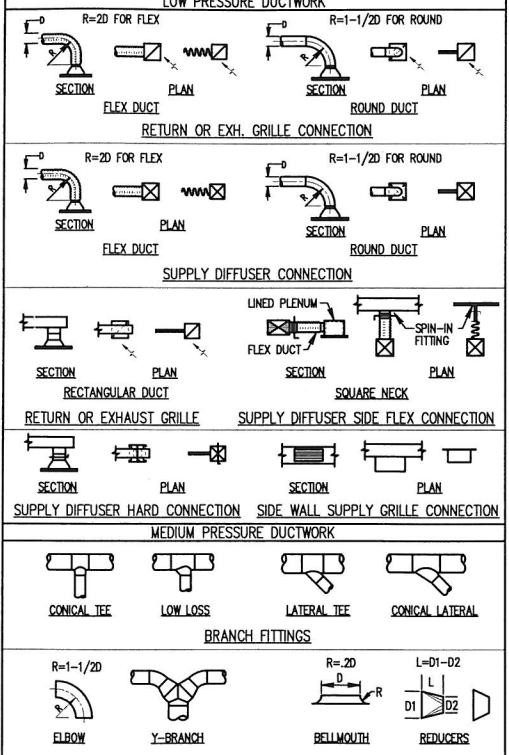 LOW PRESSURE DUCTWORK
R=2D FOR FLEX
R=1-1/2D FOR ROUND
D
D
R
R
SECTION PLAN
SECTION PLAN
FLEX DUCT
ROUND DUCT
RETURN OR EXH. GRILLE CONNECTION
R=2D FOR FLEX
R=1-1/2D FOR ROUND
D
D
R
R
SECTION PLAN
SECTION PLAN
FLEX DUCT
ROUND DUCT
SUPPLY DIFFUSER CONNECTION
LINED PLENUM
SPIN-IN
FITTING
FLEX DUCT
SECTION PLAN
SECTION PLAN
RECTANGULAR DUCT
SQUARE NECK
RETURN OR EXHAUST GRILLE
SUPPLY DIFFUSER SIDE FLEX CONNECTION
SECTION PLAN
SECTION PLAN
SUPPLY DIFFUSER HARD CONNECTION
SIDE WALL SUPPLY GRILLE CONNECTION
MEDIUM PRESSURE DUCTWORK
CONICAL TEE
LOW LOSS
LATERAL TEE
CONICAL LATERAL
BRANCH FITTINGS
R=1-1/2D
R=.2D
L=D1-D2
D
L
R
R
D1
D2
ELBOW
Y-BRANCH
BELLMOUTH
REDUCERS